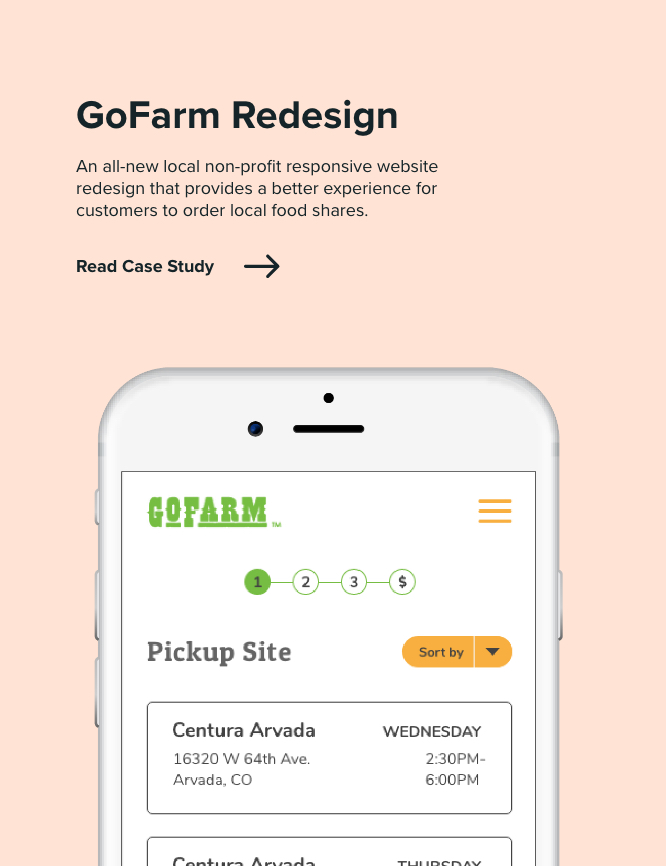 GoFarm Redesign
An all-new local non-profit responsive website
redesign that provides a better experience for
customers to order local food shares.
Read Case Study
GOFARM™
1 2 3 $
Pickup Site
Sort by
Centura Arvada
WEDNESDAY
16320 W 64th Ave.
2:30PM-
Arvada, CO
6:00PM
Centura Arvada
THURSDAY